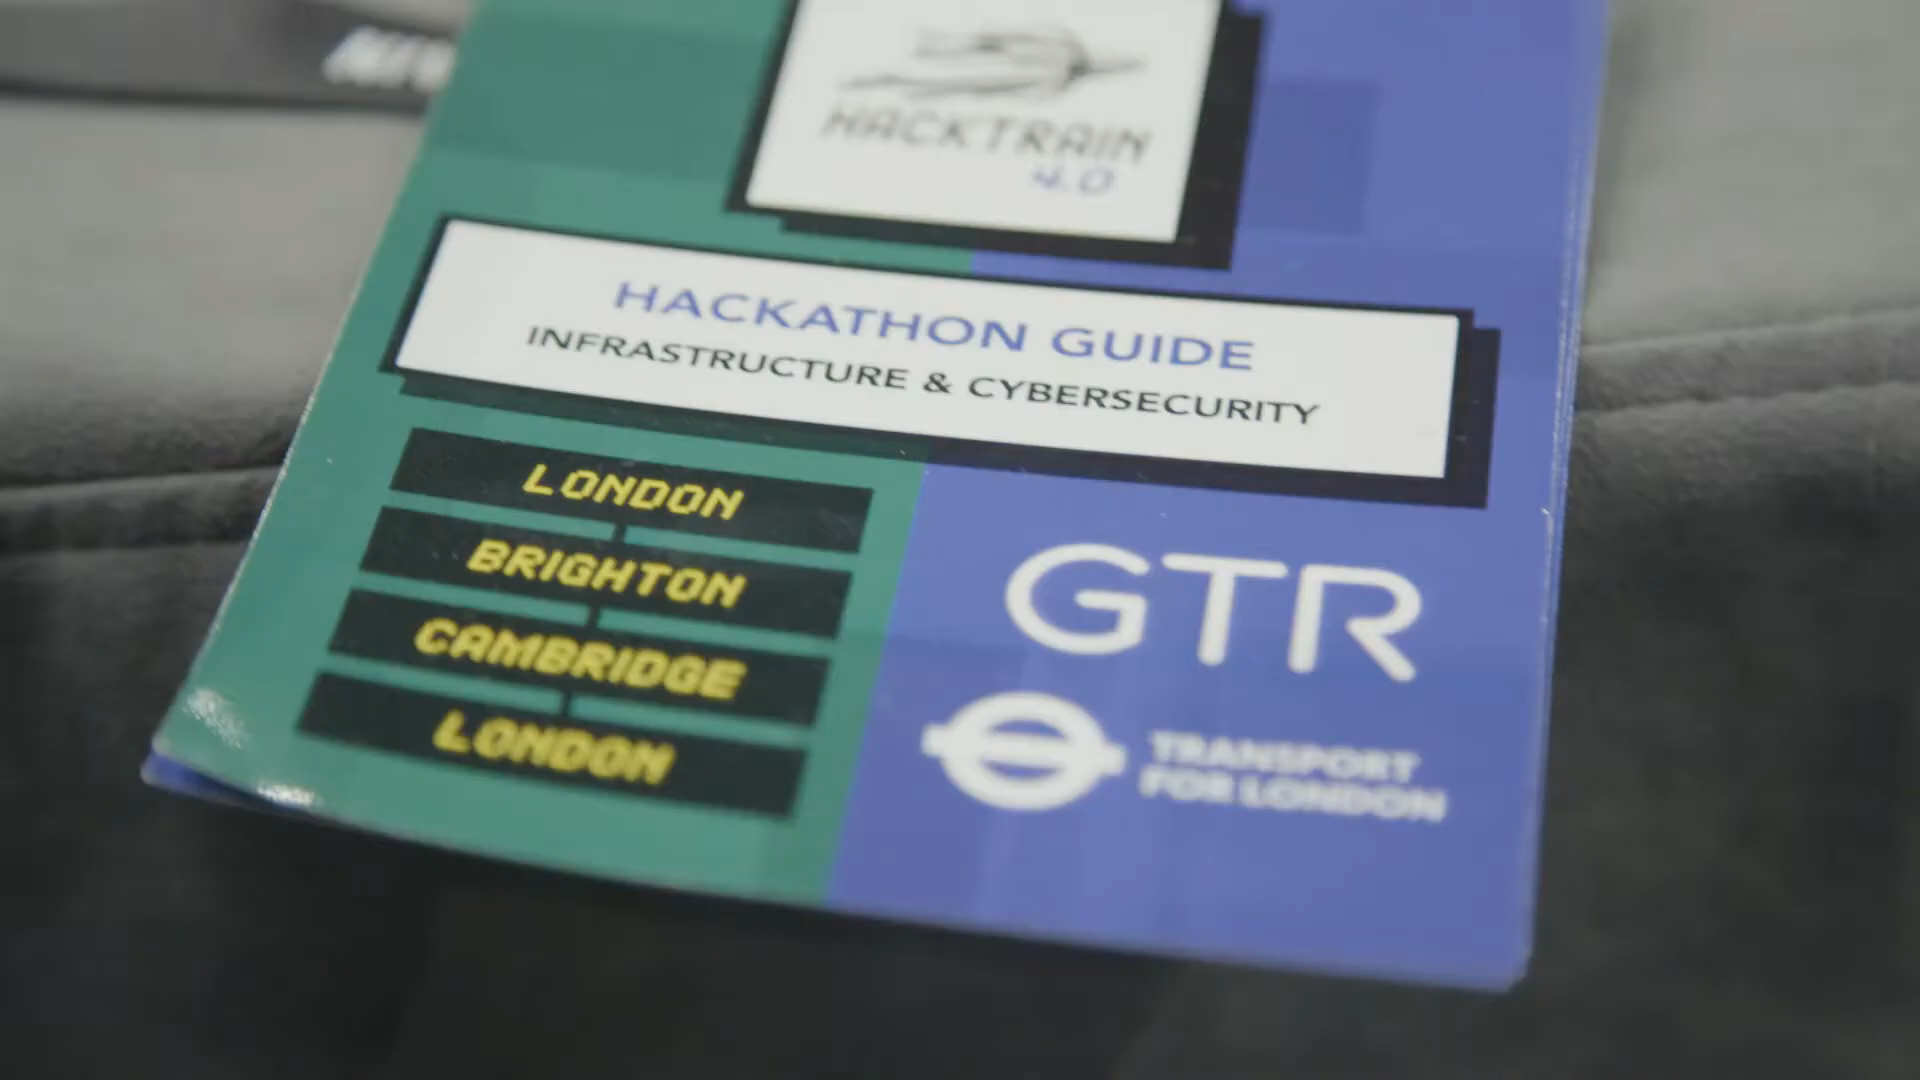 HACKTRAIN
4.0
HACKATHON GUIDE
INFRASTRUCTURE & CYBERSECURITY
LONDON
BRIGHTON
CAMBRIDGE
LONDON
GTR
TRANSPORT
FOR LONDON